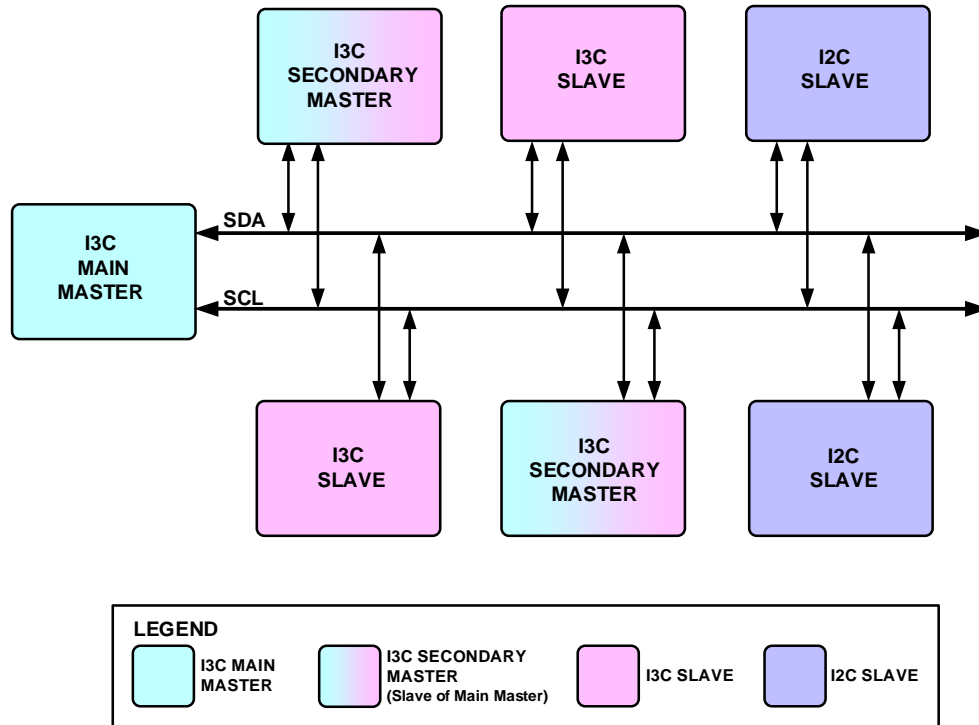 I3C
SECONDARY
MASTER
I3C
SLAVE
I2C
SLAVE
I3C
MAIN
MASTER
SDA
SCL
I3C
SLAVE
I3C
SECONDARY
MASTER
I2C
SLAVE
LEGEND
I3C MAIN
MASTER
I3C SECONDARY
MASTER
(Slave of Main Master)
I3C SLAVE
I2C SLAVE